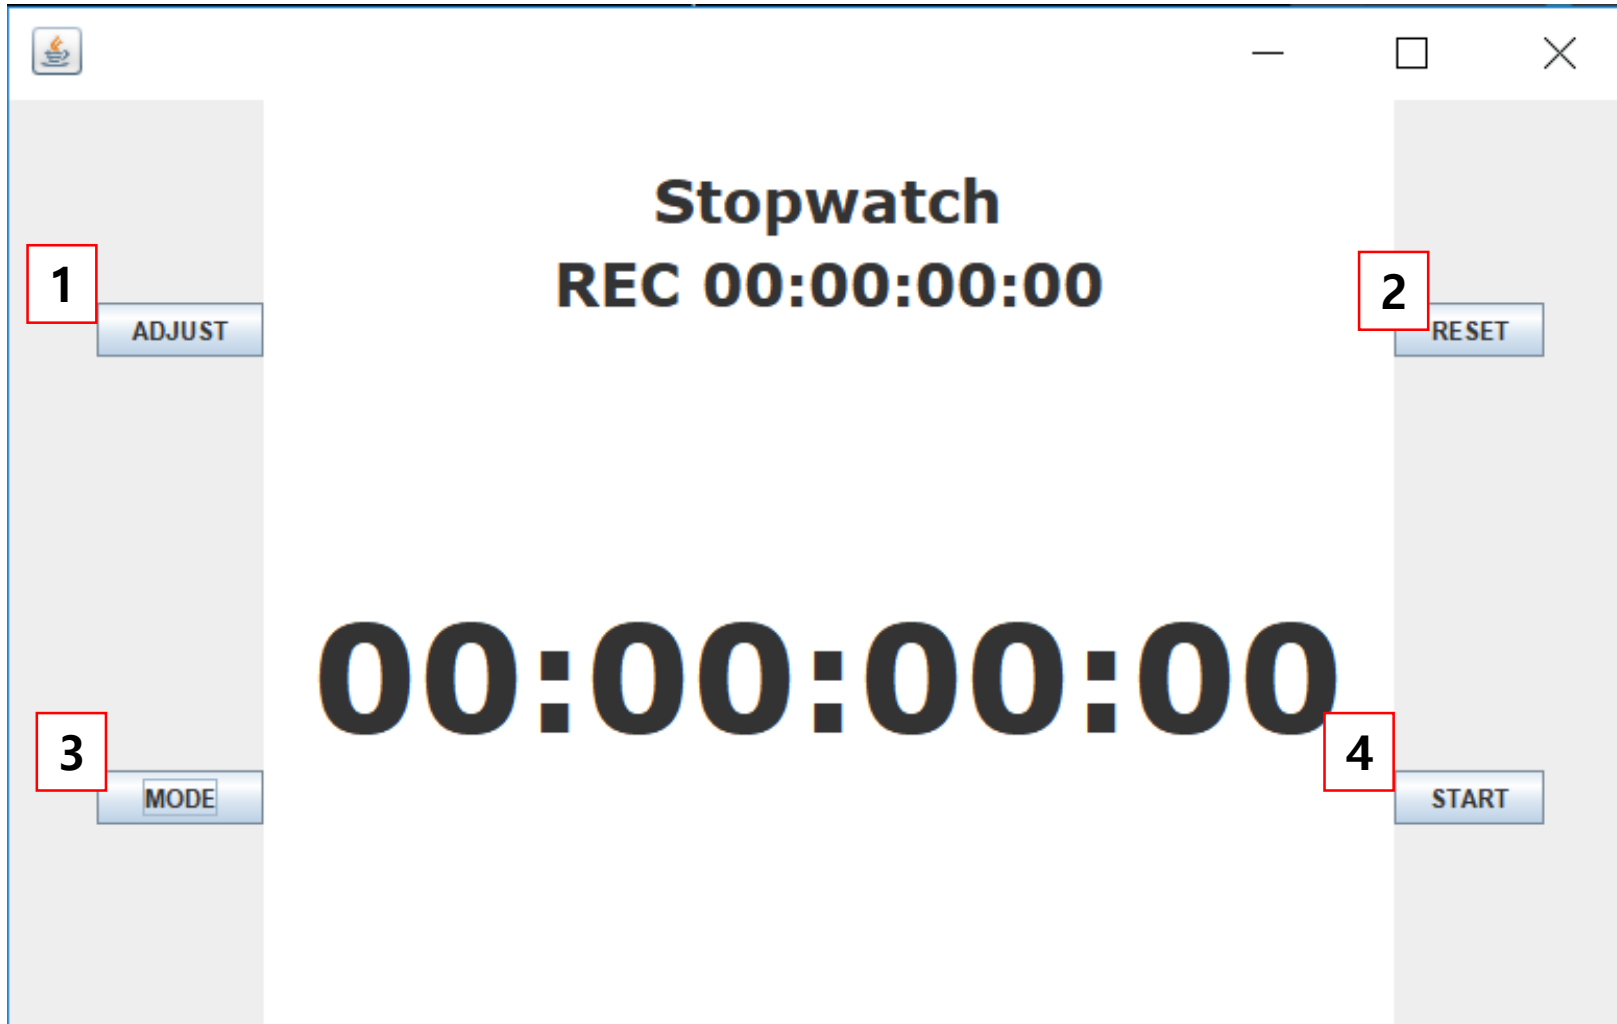 Stopwatch
REC 00:00:00:00
1
ADJUST
2
RESET
00:00:00:00
3
MODE
4
START